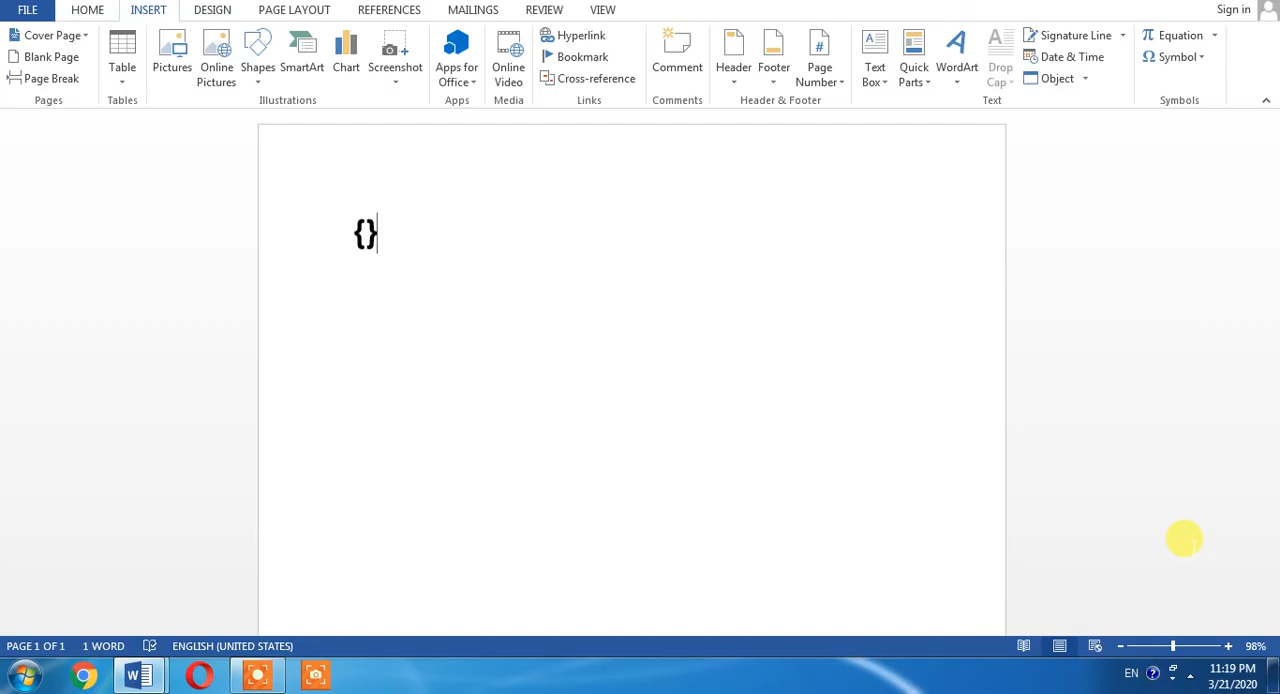 FILE HOME INSERT DESIGN PAGE LAYOUT REFERENCES MAILINGS REVIEW VIEW Sign in
Cover Page
Blank Page
Page Break
Pages
Table
Tables
Pictures
Online
Pictures
Shapes
SmartArt
Chart
Screenshot
Illustrations
Apps for
Office
Apps
Online
Video
Media
Hyperlink
Bookmark
Cross-reference
Links
Comment
Comments
Header
Footer
Page
Number
Header & Footer
Text
Box
Quick
Parts
WordArt
Drop
Cap
Signature Line
Date & Time
Object
Text
π Equation
Ω Symbol
Symbols
{}
PAGE 1 OF 1 1 WORD ENGLISH (UNITED STATES) 98%
EN 11:19 PM
3/21/2020